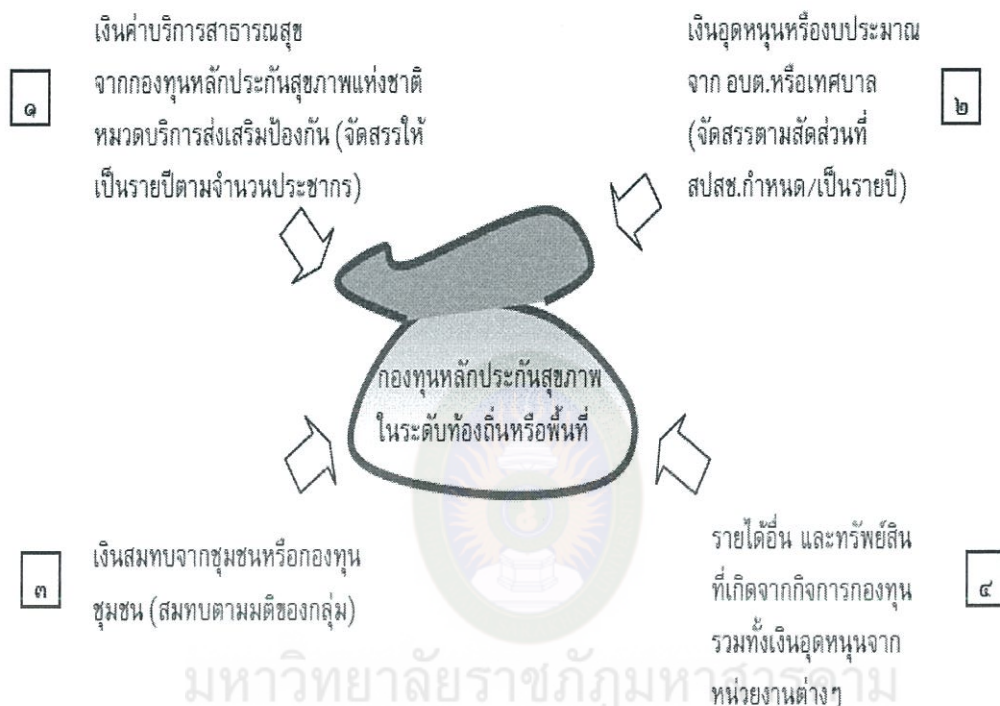 เงินค่าบริการสาธารณสุข
จากกองทุนหลักประกันสุขภาพแห่งชาติ
หมวดบริการส่งเสริมป้องกัน (จัดสรรให้
เป็นรายปีตามจำนวนประชากร)
๑
เงินอุดหนุนหรืองบประมาณ
จาก อบต.หรือเทศบาล
(จัดสรรตามสัดส่วนที่
สปสช.กำหนด/เป็นรายปี)
๒
กองทุนหลักประกันสุขภาพ
ในระดับท้องถิ่นหรือพื้นที่
๓
เงินสมทบจากชุมชนหรือกองทุน
ชุมชน (สมทบตามมติของกลุ่ม)
รายได้อื่น และทรัพย์สิน
ที่เกิดจากกิจการกองทุน
รวมทั้งเงินอุดหนุนจาก
หน่วยงานต่างๆ
๔
มหาวิทยาลัยราชภัฏมหาสารคาม